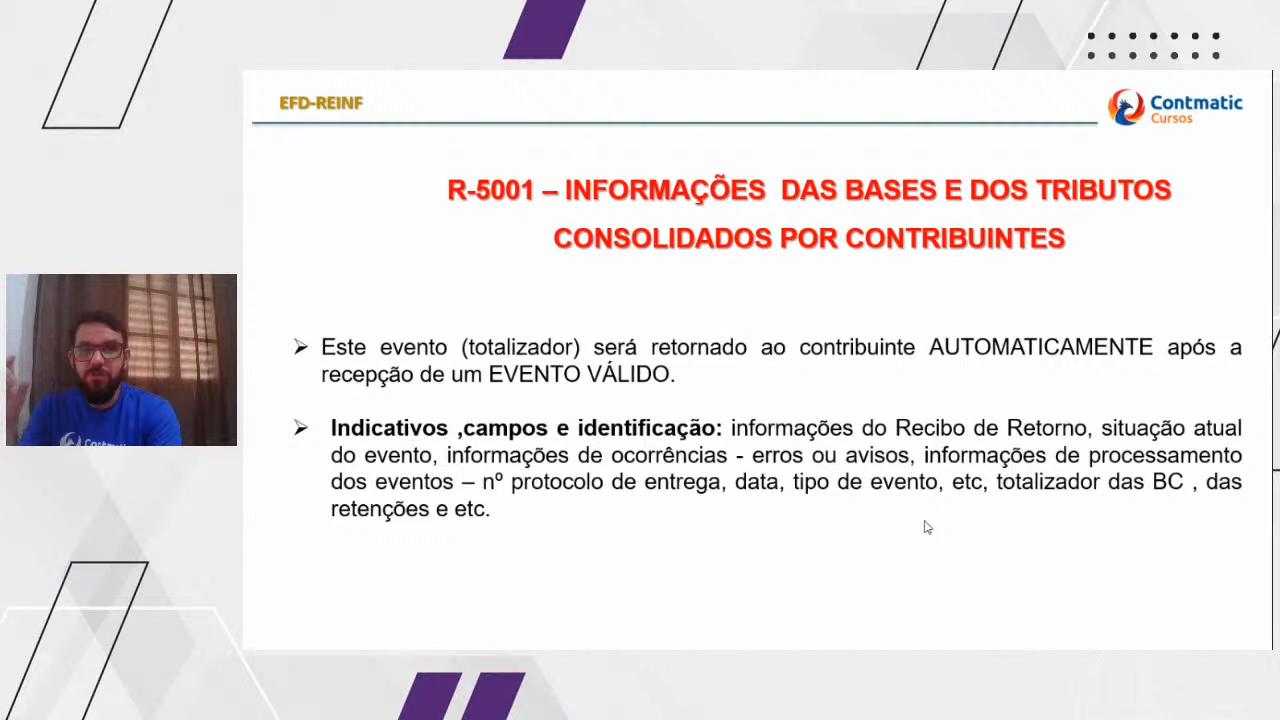 EFD-REINF
Contmatic
Cursos
R-5001 – INFORMAÇÕES DAS BASES E DOS TRIBUTOS
CONSOLIDADOS POR CONTRIBUINTES
Este evento (totalizador) será retornado ao contribuinte AUTOMATICAMENTE após a
recepção de um EVENTO VÁLIDO.
Indicativos ,campos e identificação: informações do Recibo de Retorno, situação atual
do evento, informações de ocorrências - erros ou avisos, informações de processamento
dos eventos – nº protocolo de entrega, data, tipo de evento, etc, totalizador das BC , das
retenções e etc.